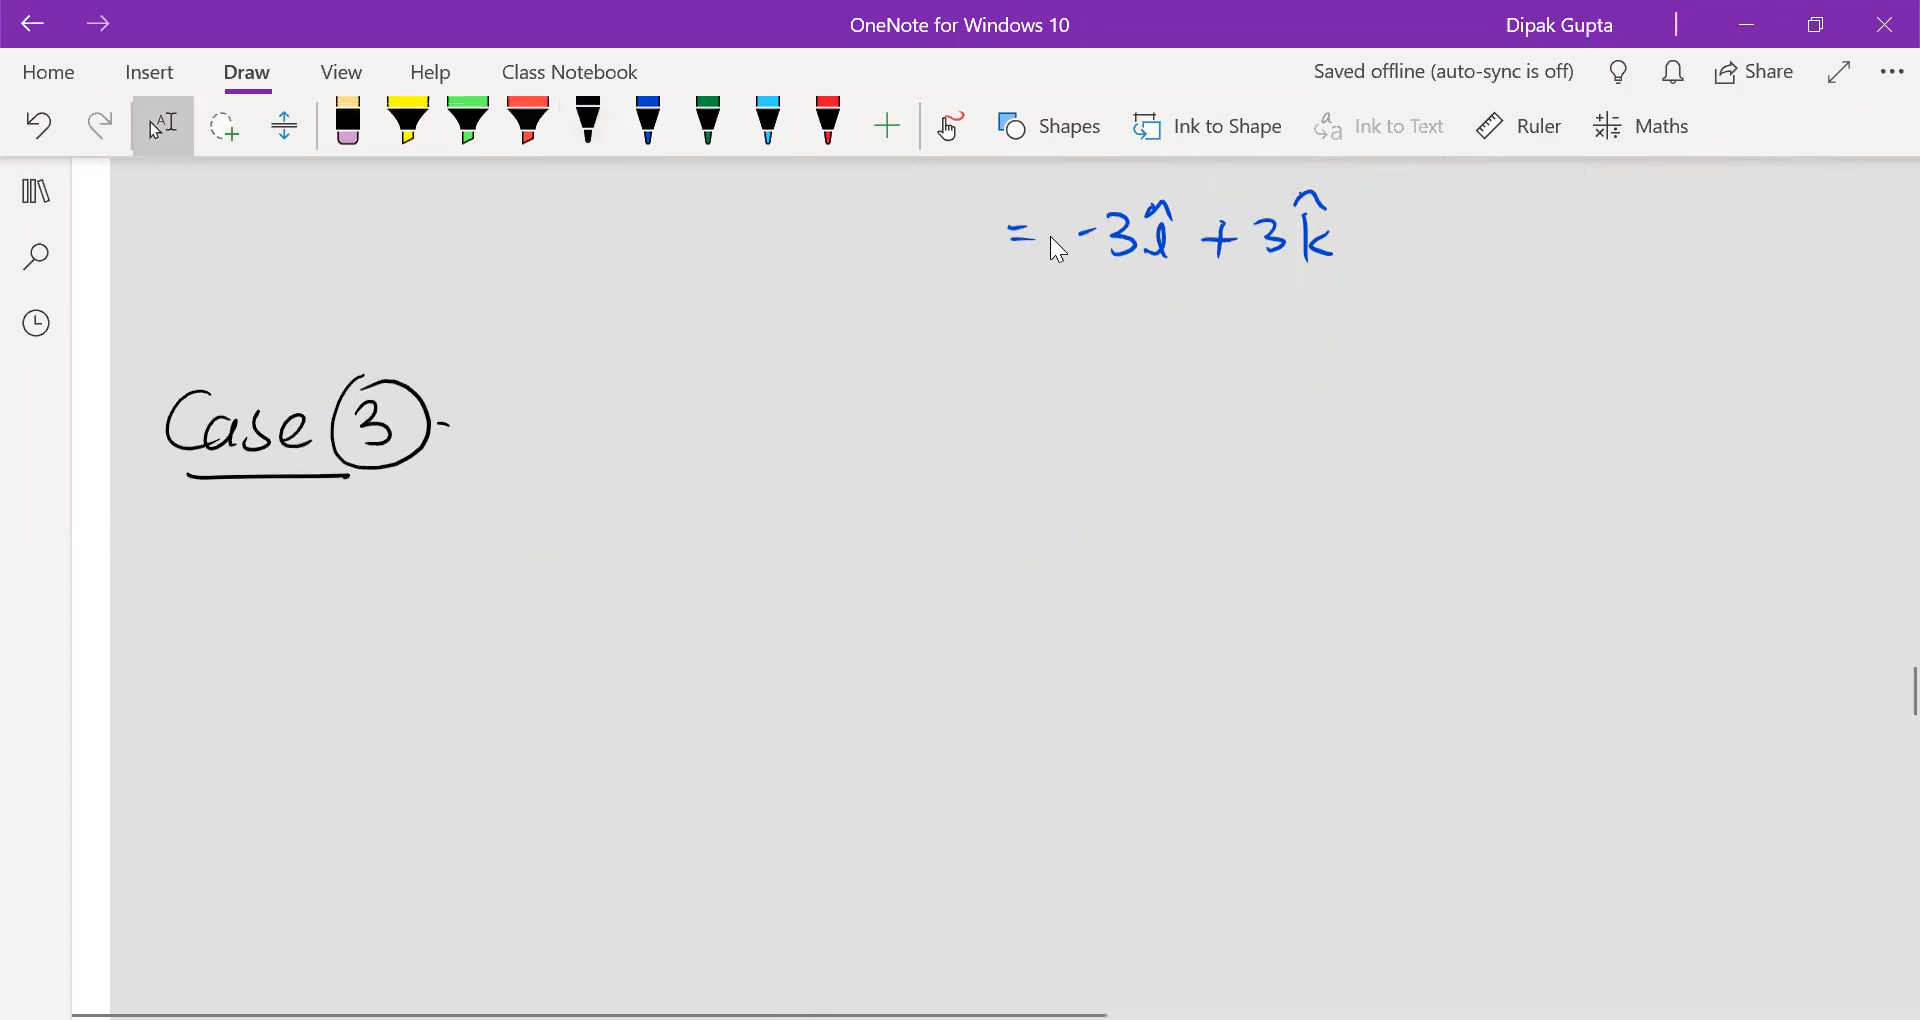 OneNote for Windows 10 Dipak Gupta
Home Insert Draw View Help Class Notebook Saved offline (auto-sync is off) Share
Shapes Ink to Shape Ink to Text Ruler Maths
= -3î + 3k̂
Case ③ -